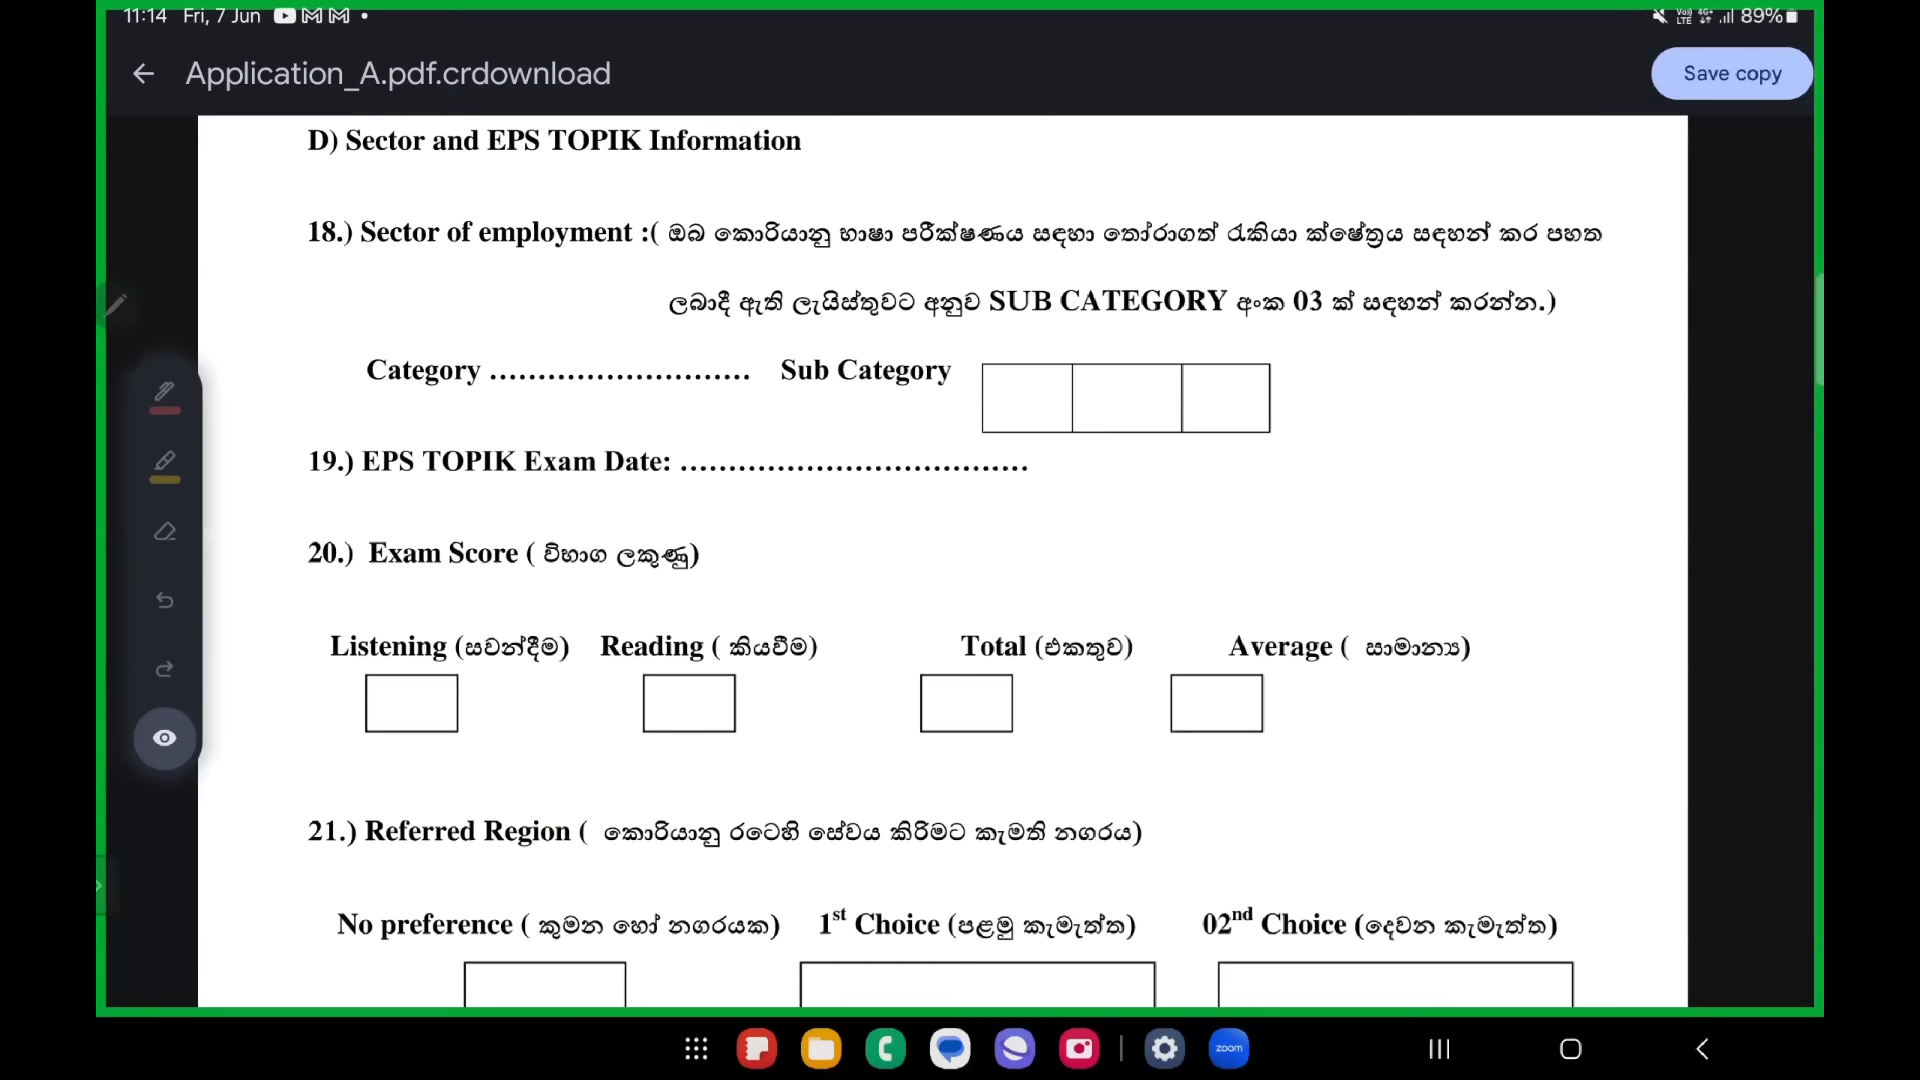 11:14 Fri, 7 Jun 89%
Application_A.pdf.crdownload
Save copy
D) Sector and EPS TOPIK Information
18.) Sector of employment :( ඔබ කොරියානු භාෂා පරීක්ෂණය සඳහා තෝරාගත් රැකියා ක්ෂේත්‍රය සඳහන් කර පහත
ලබාදී ඇති ලැයිස්තුවට අනුව SUB CATEGORY අංක 03 ක් සඳහන් කරන්න.)
Category ........................... Sub Category
19.) EPS TOPIK Exam Date: ....................................
20.) Exam Score ( විභාග ලකුණු)
Listening (සවන්දීම) Reading ( කියවීම) Total (එකතුව) Average ( සාමාන්‍ය)
21.) Referred Region ( කොරියානු රටෙහි සේවය කිරිමට කැමති නගරය)
No preference ( කුමන හෝ නගරයක) 1st Choice (පළමු කැමැත්ත) 02nd Choice (දෙවන කැමැත්ත)
zoom